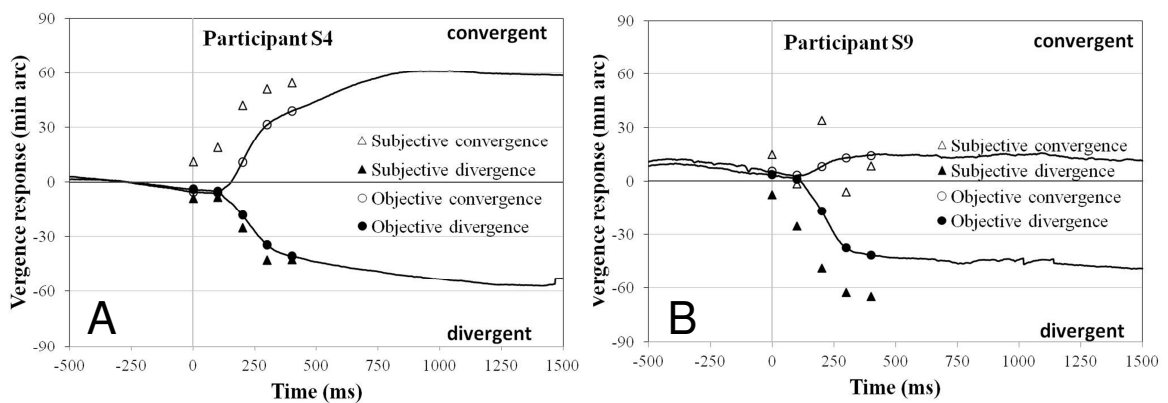 Participant S4
convergent
△ Subjective convergence
▲ Subjective divergence
○ Objective convergence
● Objective divergence
A
divergent
Vergence response (min arc)
90
60
30
0
-30
-60
-90
-500 -250 0 250 500 750 1000 1250 1500
Time (ms)
Participant S9
convergent
△ Subjective convergence
▲ Subjective divergence
○ Objective convergence
● Objective divergence
B
divergent
Vergence response (min arc)
90
60
30
0
-30
-60
-90
-500 -250 0 250 500 750 1000 1250 1500
Time (ms)